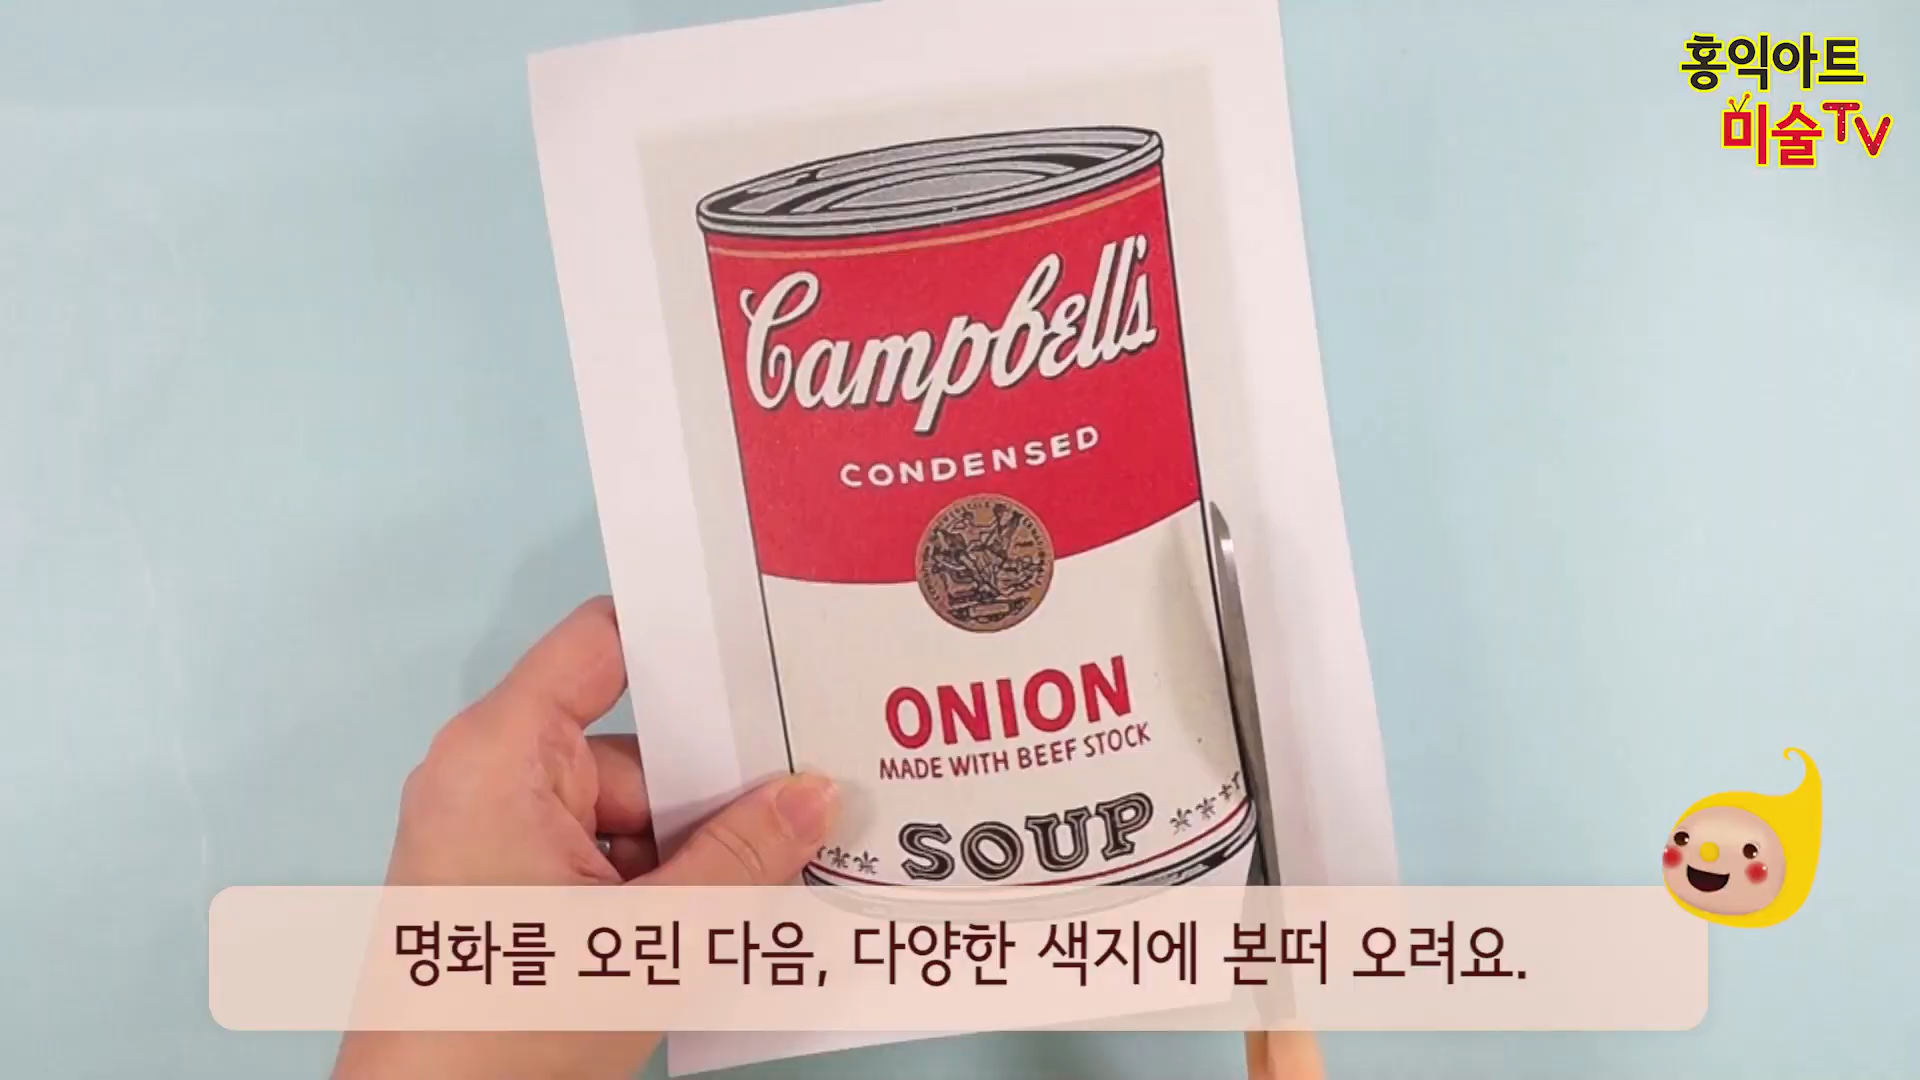 홍익아트
미술TV
Campbell's
CONDENSED
ONION
MADE WITH BEEF STOCK
SOUP
명화를 오린 다음, 다양한 색지에 본떠 오려요.